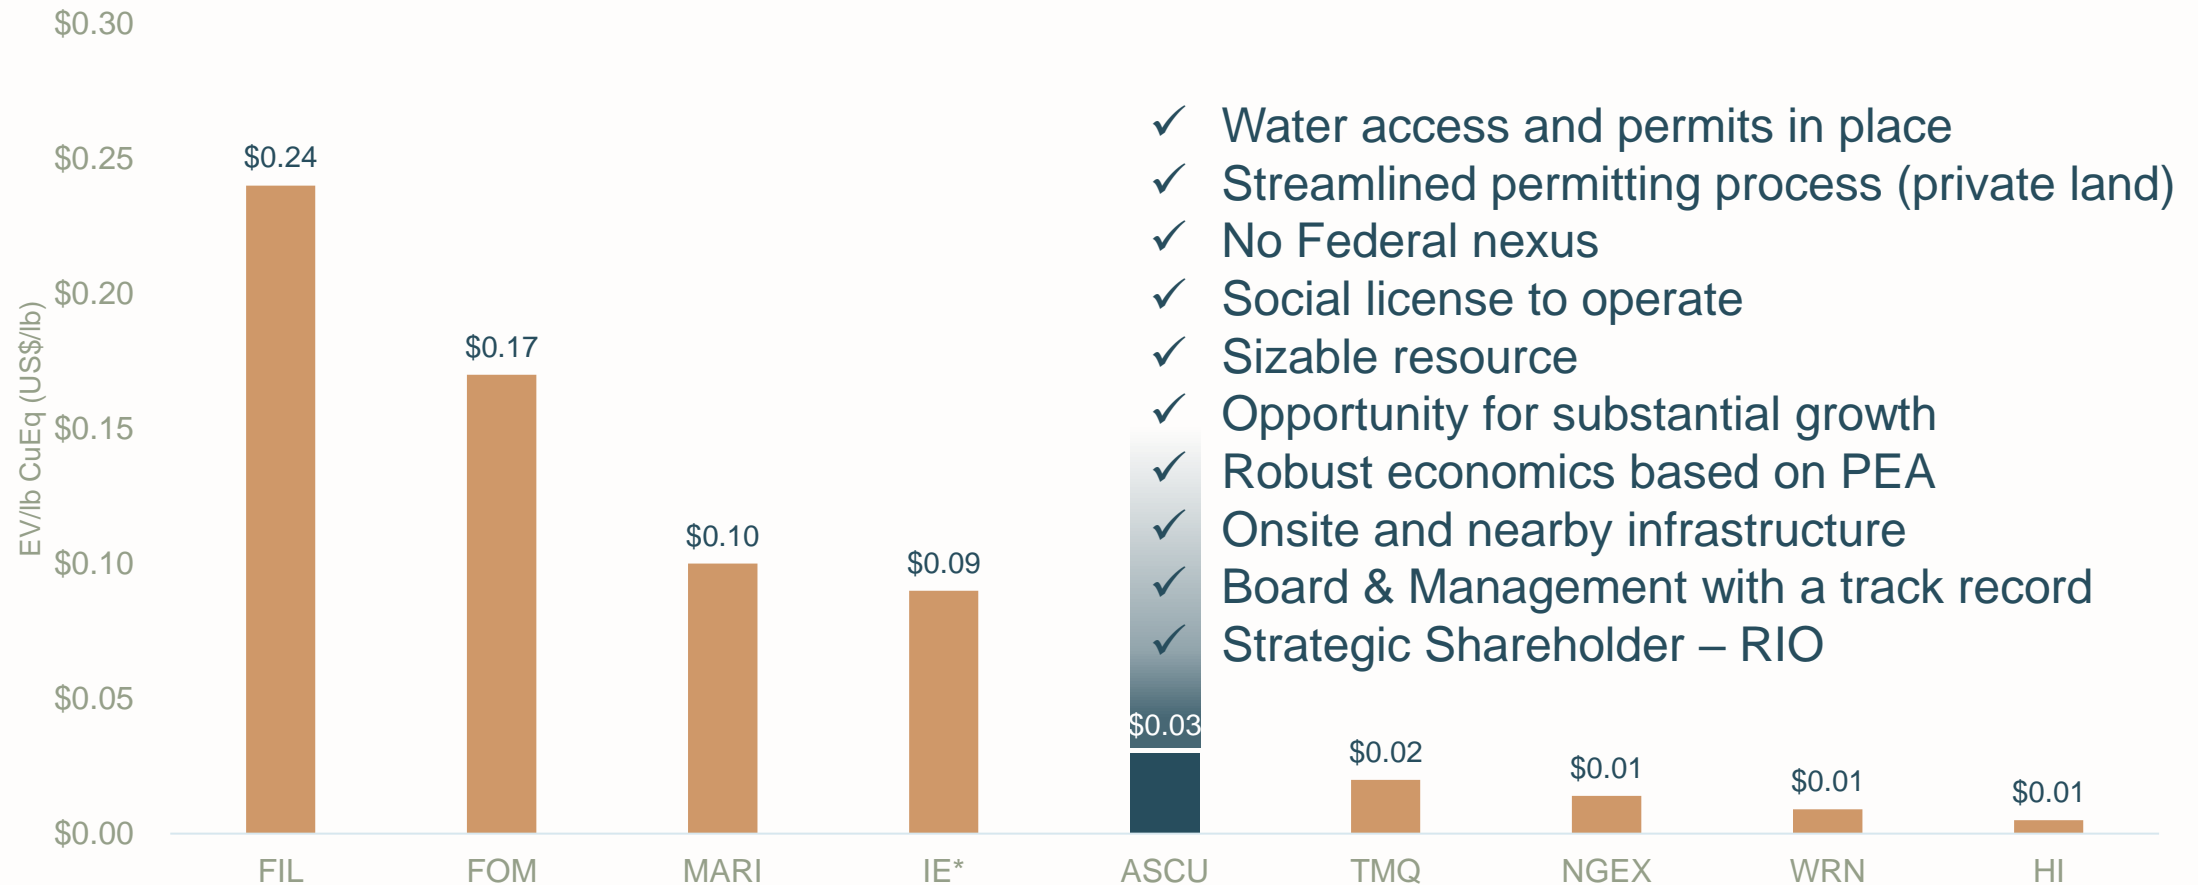 $0.30
$0.25
$0.20
$0.15
$0.10
$0.05
$0.00
EV/lb CuEq (US$/lb)
$0.24
$0.17
$0.10
$0.09
$0.03
$0.02
$0.01
$0.01
$0.01
✓ Water access and permits in place
✓ Streamlined permitting process (private land)
✓ No Federal nexus
✓ Social license to operate
✓ Sizable resource
✓ Opportunity for substantial growth
✓ Robust economics based on PEA
✓ Onsite and nearby infrastructure
✓ Board & Management with a track record
✓ Strategic Shareholder – RIO
FIL FOM MARI IE* ASCU TMQ NGEX WRN HI